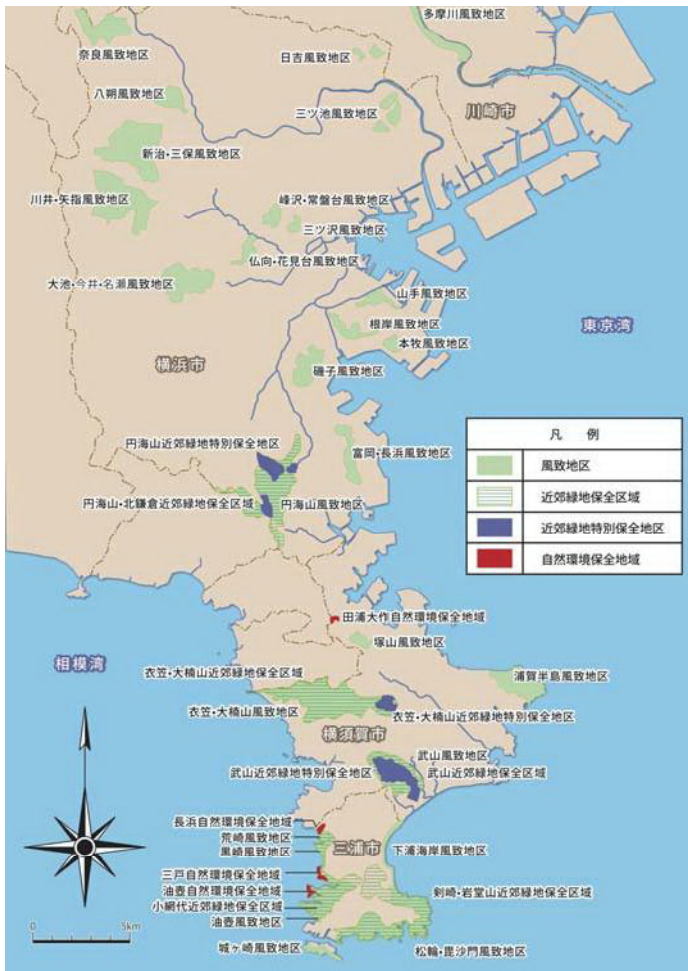 多摩川風致地区
奈良風致地区
日吉風致地区
八朔風致地区
川崎市
三ツ池風致地区
新治・三保風致地区
川井・矢指風致地区
峰沢・常盤台風致地区
三ツ沢風致地区
仏向・花見台風致地区
大池・今井・名瀬風致地区
山手風致地区
根岸風致地区
東京湾
本牧風致地区
横浜市
磯子風致地区
凡 例
風致地区
近郊緑地保全区域
近郊緑地特別保全地区
自然環境保全地域
円海山近郊緑地特別保全地区
富岡・長浜風致地区
円海山・北鎌倉近郊緑地保全区域
円海山風致地区
田浦大作自然環境保全地域
塚山風致地区
相模湾
衣笠・大楠山近郊緑地保全区域
浦賀半島風致地区
衣笠・大楠山風致地区
衣笠・大楠山近郊緑地特別保全地区
横須賀市
武山風致地区
武山近郊緑地特別保全地区
武山近郊緑地保全区域
長浜自然環境保全地域
荒崎風致地区
黒崎風致地区
三浦市
下浦海岸風致地区
三戸自然環境保全地域
油壺自然環境保全地域
剣崎・岩堂山近郊緑地保全区域
小網代近郊緑地保全区域
油壺風致地区
城ヶ崎風致地区
松輪・毘沙門風致地区
0 5km